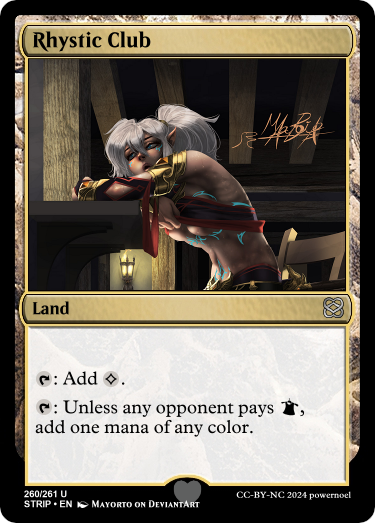 Rhystic Club
Land
: Add .
: Unless any opponent pays ,
add one mana of any color.
260/261 U
STRIP • EN Mayorto on DeviantArt
CC-BY-NC 2024 powernoel